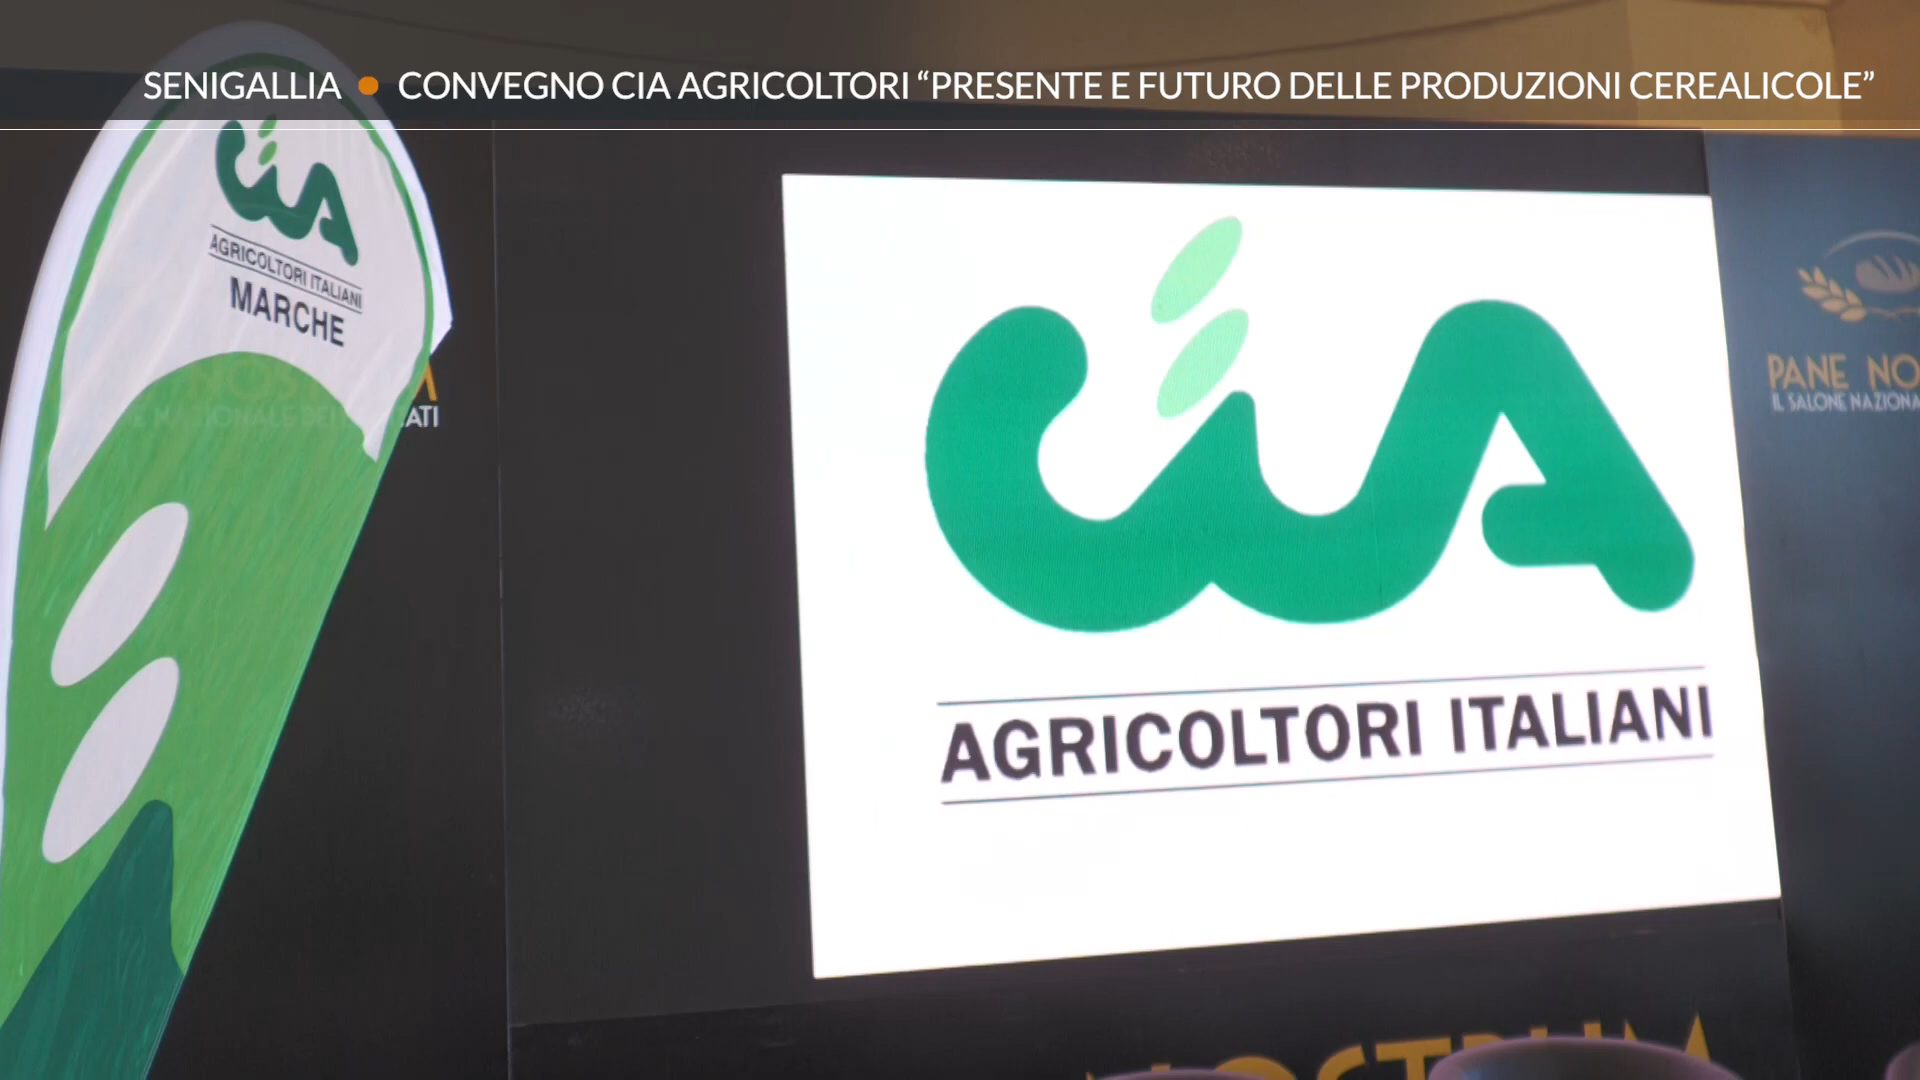 SENIGALLIA ● CONVEGNO CIA AGRICOLTORI “PRESENTE E FUTURO DELLE PRODUZIONI CEREALICOLE”
CIA
AGRICOLTORI ITALIANI
MARCHE
CIA
AGRICOLTORI ITALIANI
PANE NO
IL SALONE NAZIONA
NOSTRUM